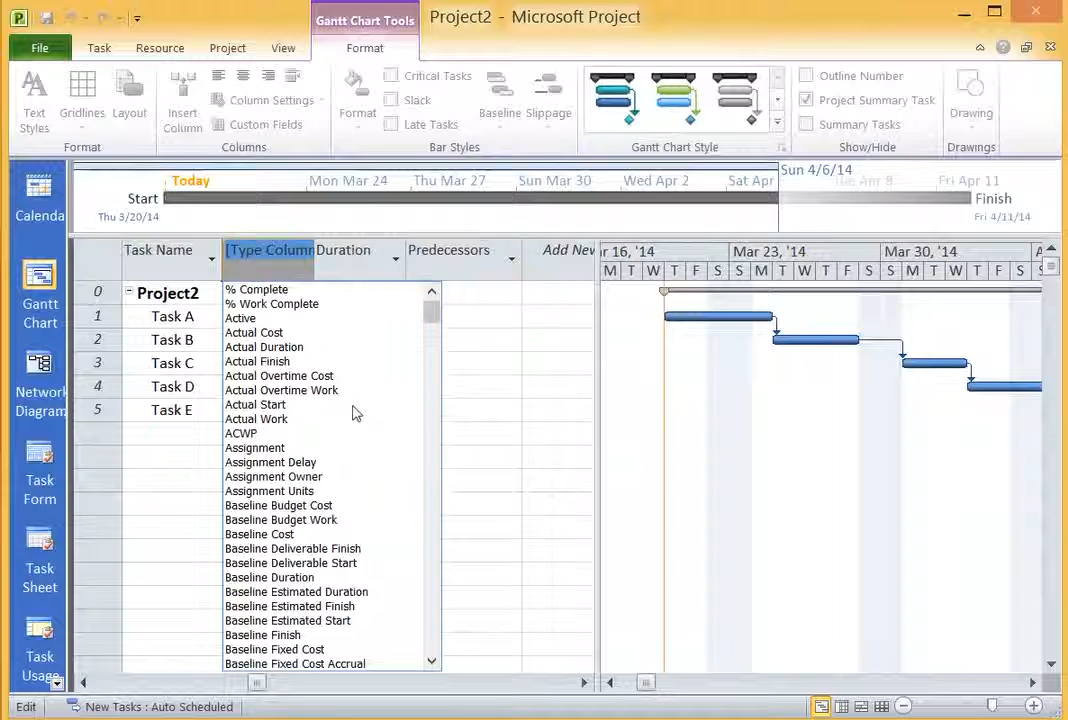 Gantt Chart Tools
Project2 - Microsoft Project
File Task Resource Project View Format
Text Styles
Gridlines
Layout
Format
Insert Column
Column Settings
Custom Fields
Columns
Format
Critical Tasks
Slack
Late Tasks
Baseline
Slippage
Bar Styles
Gantt Chart Style
Outline Number
Project Summary Task
Summary Tasks
Show/Hide
Drawing
Drawings
Sun 4/6/14
Today Mon Mar 24 Thu Mar 27 Sun Mar 30 Wed Apr 2 Sat Apr Tue Apr 8 Fri Apr 11
Start
Thu 3/20/14
Finish
Fri 4/11/14
Calenda
Gantt Chart
Network Diagram
Task Form
Task Sheet
Task Usage
Task Name [Type Column Duration Predecessors Add New
r 16, '14 Mar 23, '14 Mar 30, '14 A
M T W T F S S M T W T F S S M T W T F S S
0 Project2
1 Task A
2 Task B
3 Task C
4 Task D
5 Task E
% Complete
% Work Complete
Active
Actual Cost
Actual Duration
Actual Finish
Actual Overtime Cost
Actual Overtime Work
Actual Start
Actual Work
ACWP
Assignment
Assignment Delay
Assignment Owner
Assignment Units
Baseline Budget Cost
Baseline Budget Work
Baseline Cost
Baseline Deliverable Finish
Baseline Deliverable Start
Baseline Duration
Baseline Estimated Duration
Baseline Estimated Finish
Baseline Estimated Start
Baseline Finish
Baseline Fixed Cost
Baseline Fixed Cost Accrual
Edit New Tasks : Auto Scheduled